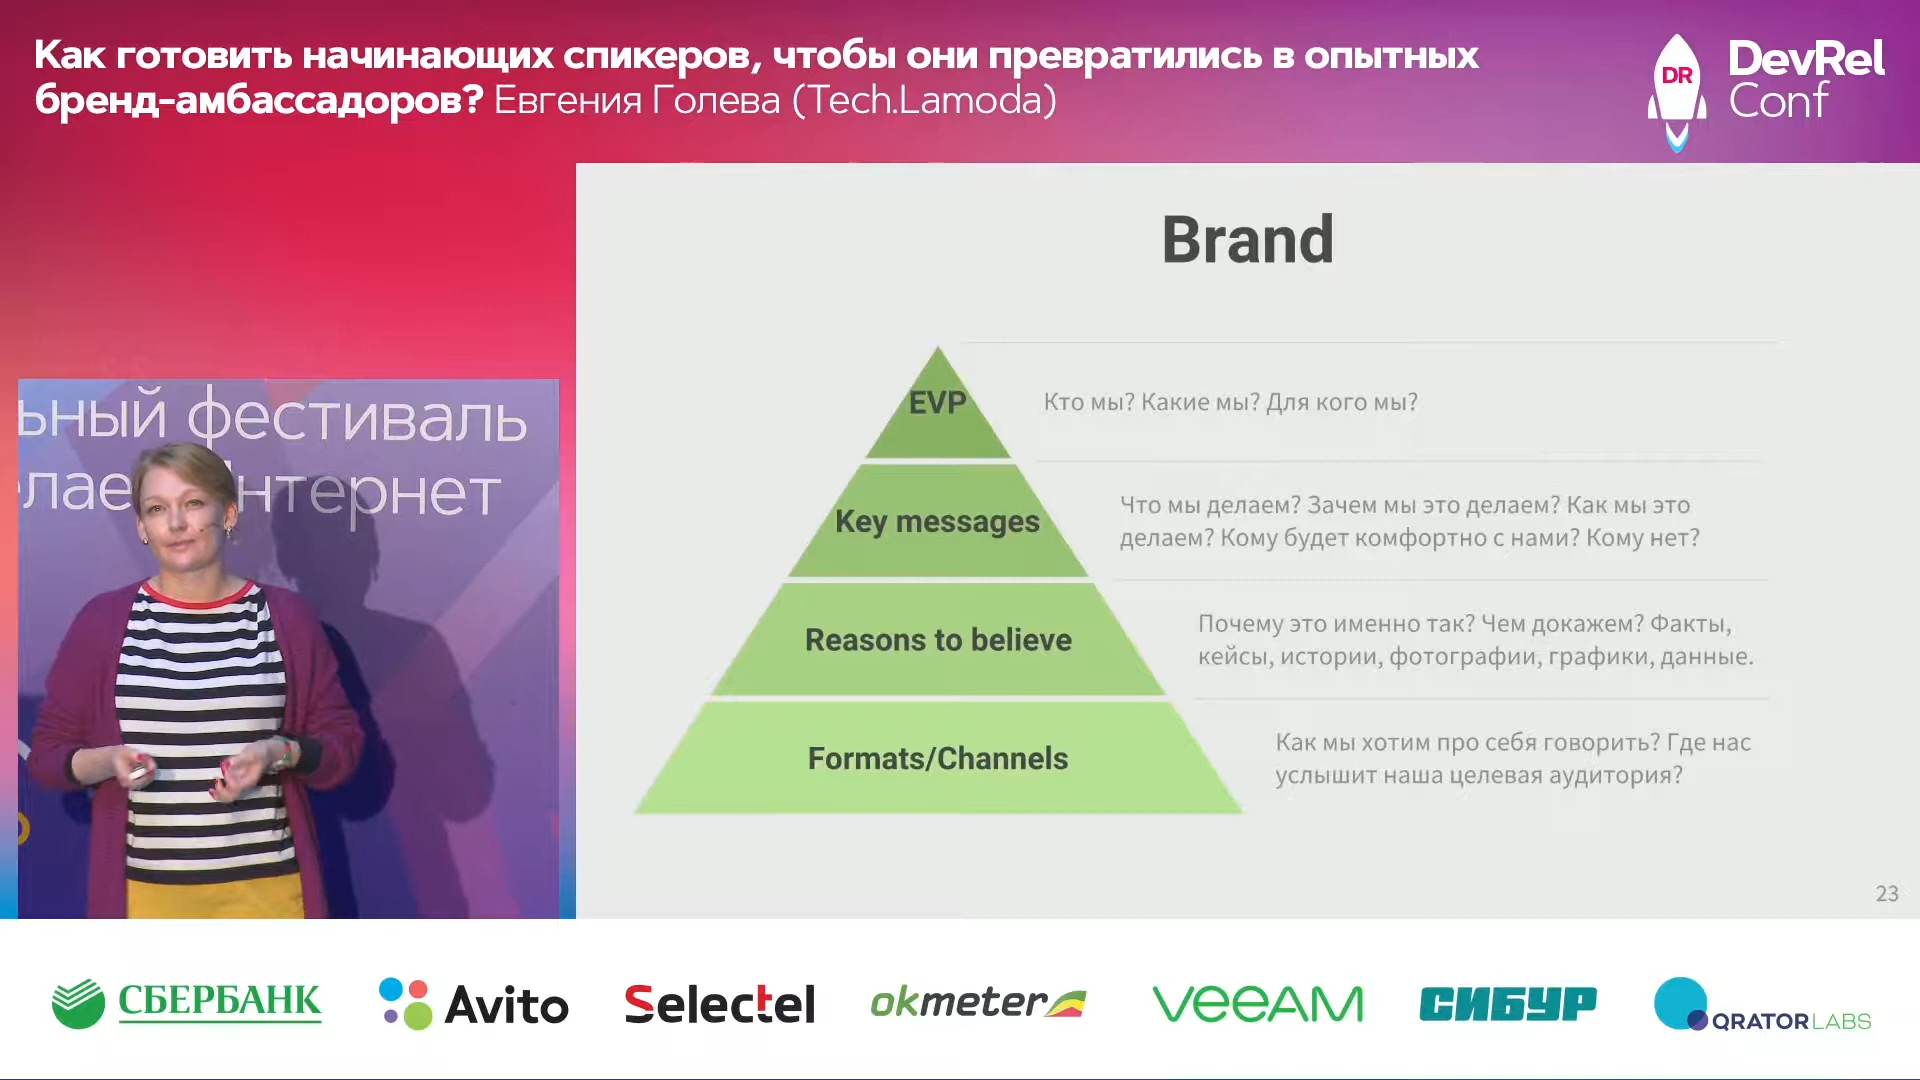 Как готовить начинающих спикеров, чтобы они превратились в опытных
бренд-амбассадоров? Евгения Голева (Tech.Lamoda)
DR
DevRel
Conf
Brand
EVP
Кто мы? Какие мы? Для кого мы?
Key messages
Что мы делаем? Зачем мы это делаем? Как мы это
делаем? Кому будет комфортно с нами? Кому нет?
Reasons to believe
Почему это именно так? Чем докажем? Факты,
кейсы, истории, фотографии, графики, данные.
Formats/Channels
Как мы хотим про себя говорить? Где нас
услышит наша целевая аудитория?
23
ьный фестиваль
лае нтернет
СБЕРБАНК
Avito
Selectel
okmeter
veeAM
СИБУР
QRATOR LABS